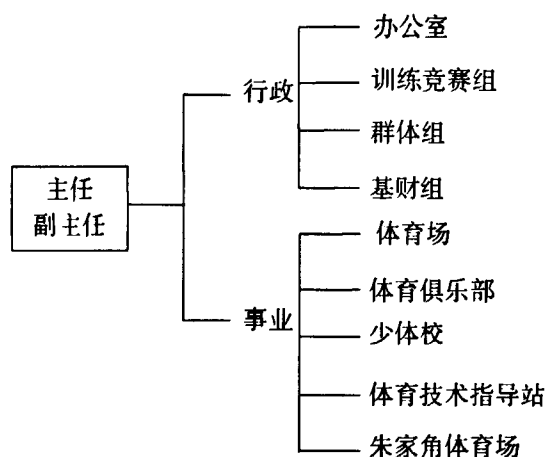 主任
副主任
行政
办公室
训练竞赛组
群体组
基财组
事业
体育场
体育俱乐部
少体校
体育技术指导站
朱家角体育场